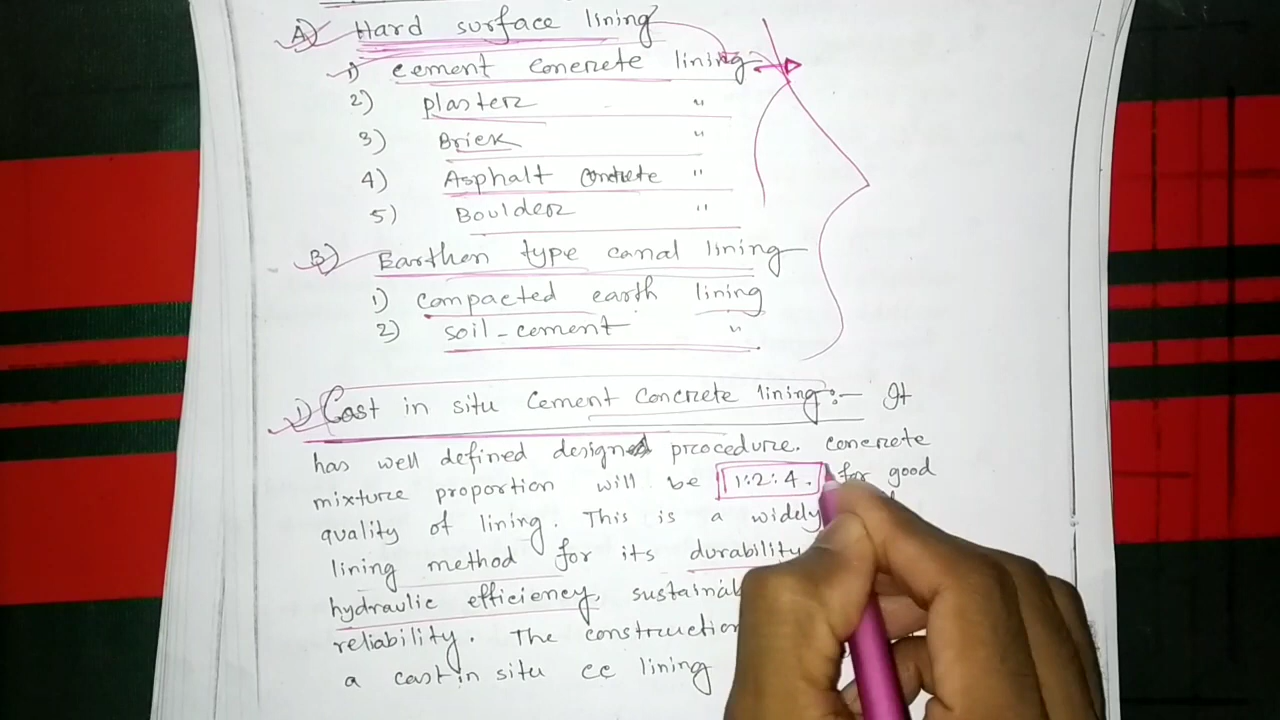 A) Hard surface lining
1) cement concrete lining
2) plaster "
3) Brick "
4) Asphalt concrete "
5) Boulder "
B) Earthen type canal lining
1) compacted earth lining
2) soil-cement "
1) Cast in situ cement concrete lining:- It
has well defined designed procedure. concrete
mixture proportion will be 1:2:4. for good
quality of lining. This is a widely
lining method for its durability
hydraulic efficiency, 
reliability. The construction
a cast in situ cc lining